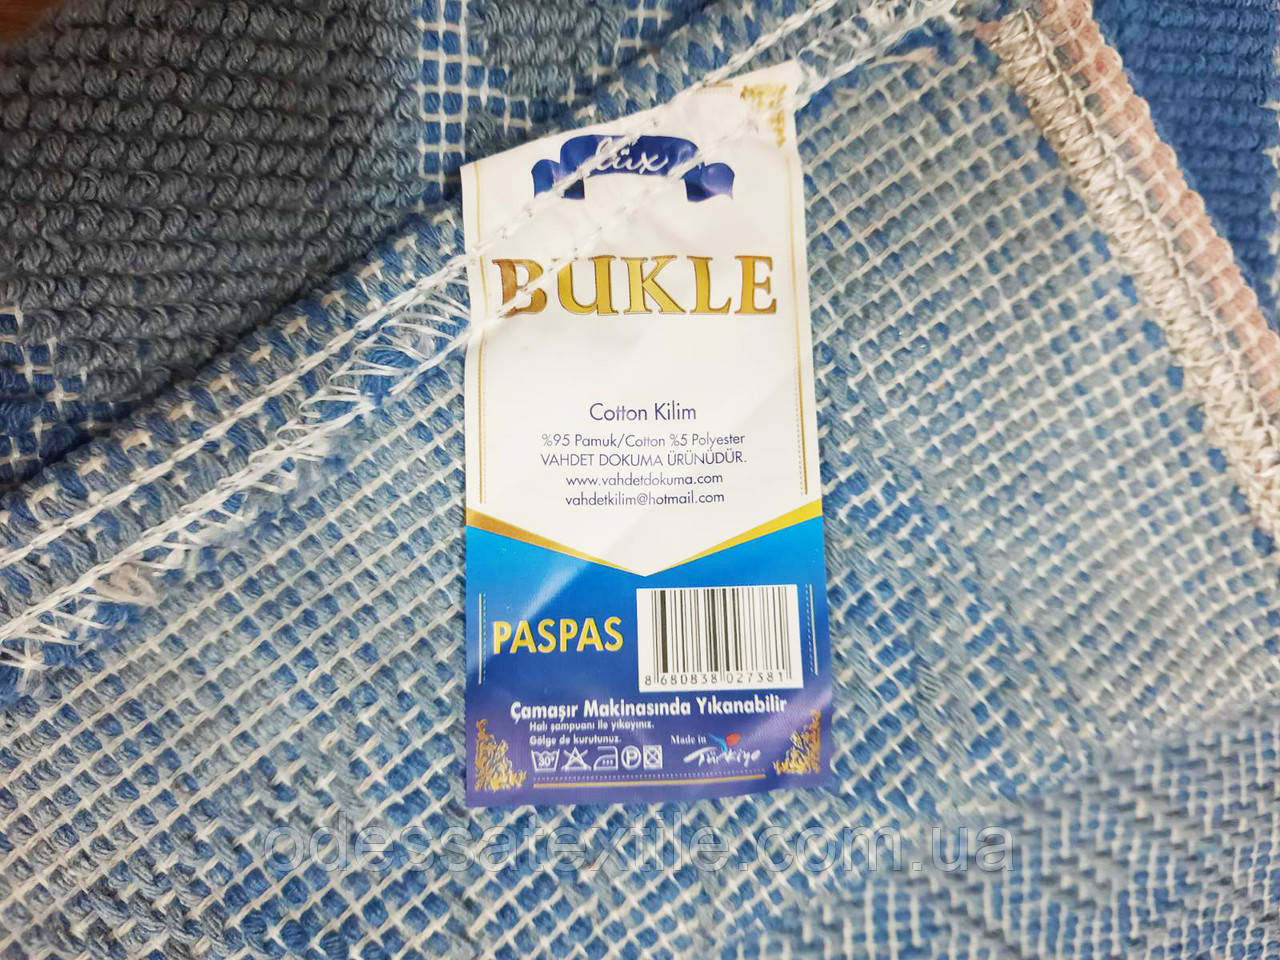 lüx
BUKLE
Cotton Kilim
%95 Pamuk/Cotton %5 Polyester
VAHDET DOKUMA ÜRÜNÜDÜR.
www.vahdetdokuma.com
vahdetkilim@hotmail.com
PASPAS
8 680838 027381
Çamaşır Makinasında Yıkanabilir
Halı şampuanı ile yıkayınız.
Gölge de kurutunuz.
30° P
Made in
Türkiye
odessatextile.com.ua